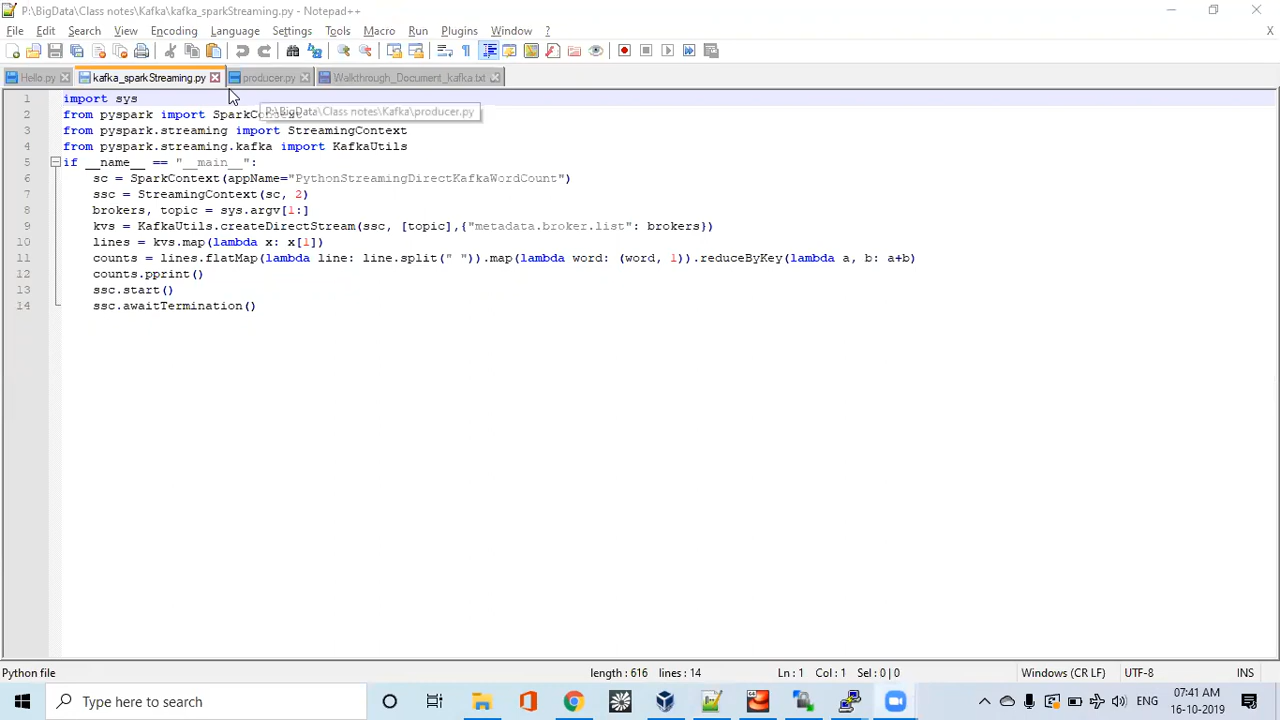 P:\BigData\Class notes\Kafka\kafka_sparkStreaming.py - Notepad++
File Edit Search View Encoding Language Settings Tools Macro Run Plugins Window ?
X
Hello.py kafka_sparkStreaming.py producer.py Walkthrough_Document_kafka.txt
P:\BigData\Class notes\Kafka\producer.py
1 import sys
2 from pyspark import SparkContext
3 from pyspark.streaming import StreamingContext
4 from pyspark.streaming.kafka import KafkaUtils
5 if __name__ == "__main__":
6 sc = SparkContext(appName="PythonStreamingDirectKafkaWordCount")
7 ssc = StreamingContext(sc, 2)
8 brokers, topic = sys.argv[1:]
9 kvs = KafkaUtils.createDirectStream(ssc, [topic],{"metadata.broker.list": brokers})
10 lines = kvs.map(lambda x: x[1])
11 counts = lines.flatMap(lambda line: line.split(" ")).map(lambda word: (word, 1)).reduceByKey(lambda a, b: a+b)
12 counts.pprint()
13 ssc.start()
14 ssc.awaitTermination()
Python file length : 616 lines : 14 Ln : 1 Col : 1 Sel : 0 | 0 Windows (CR LF) UTF-8 INS
Type here to search
64
ENG
07:41 AM
16-10-2019